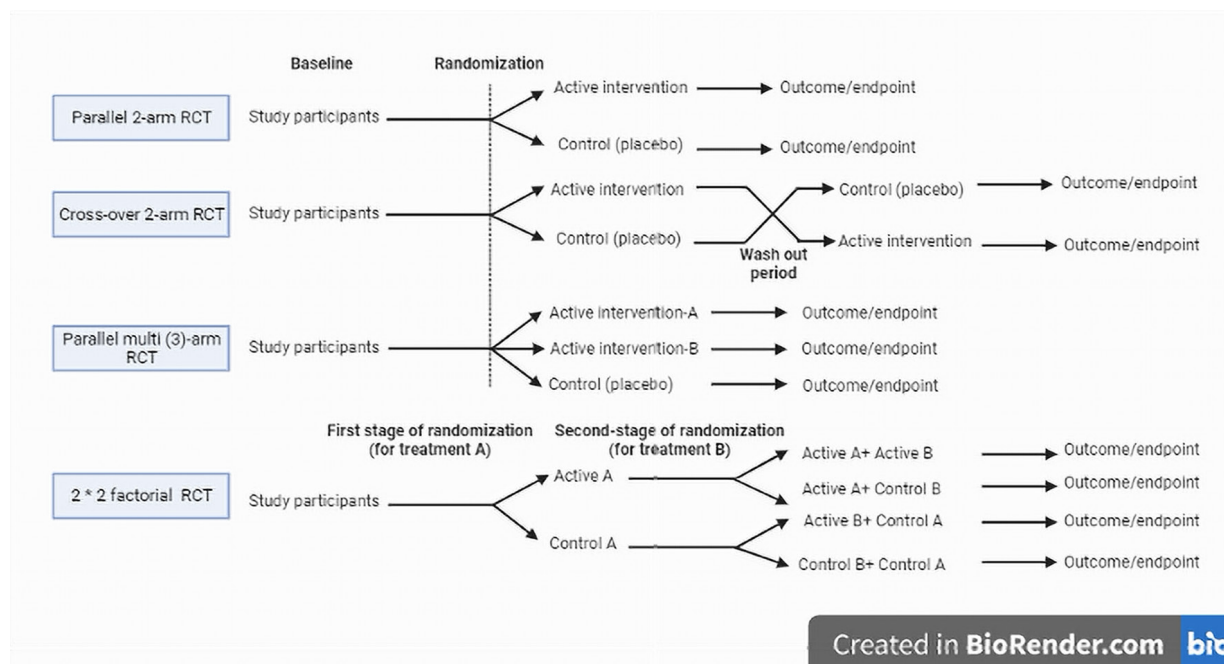 Baseline Randomization
Active intervention Outcome/endpoint
Parallel 2-arm RCT Study participants
Control (placebo) Outcome/endpoint
Active intervention Control (placebo) Outcome/endpoint
Cross-over 2-arm RCT Study participants
Control (placebo) Active intervention Outcome/endpoint
Wash out
period
Active intervention-A Outcome/endpoint
Parallel multi (3)-arm
RCT
Study participants Active intervention-B Outcome/endpoint
Control (placebo) Outcome/endpoint
First stage of randomization Second-stage of randomization
(for treatment A) (for treatment B)
Active A+ Active B Outcome/endpoint
Active A
Active A+ Control B Outcome/endpoint
2 * 2 factorial RCT Study participants
Active B+ Control A Outcome/endpoint
Control A
Control B+ Control A Outcome/endpoint
Created in BioRender.com bio